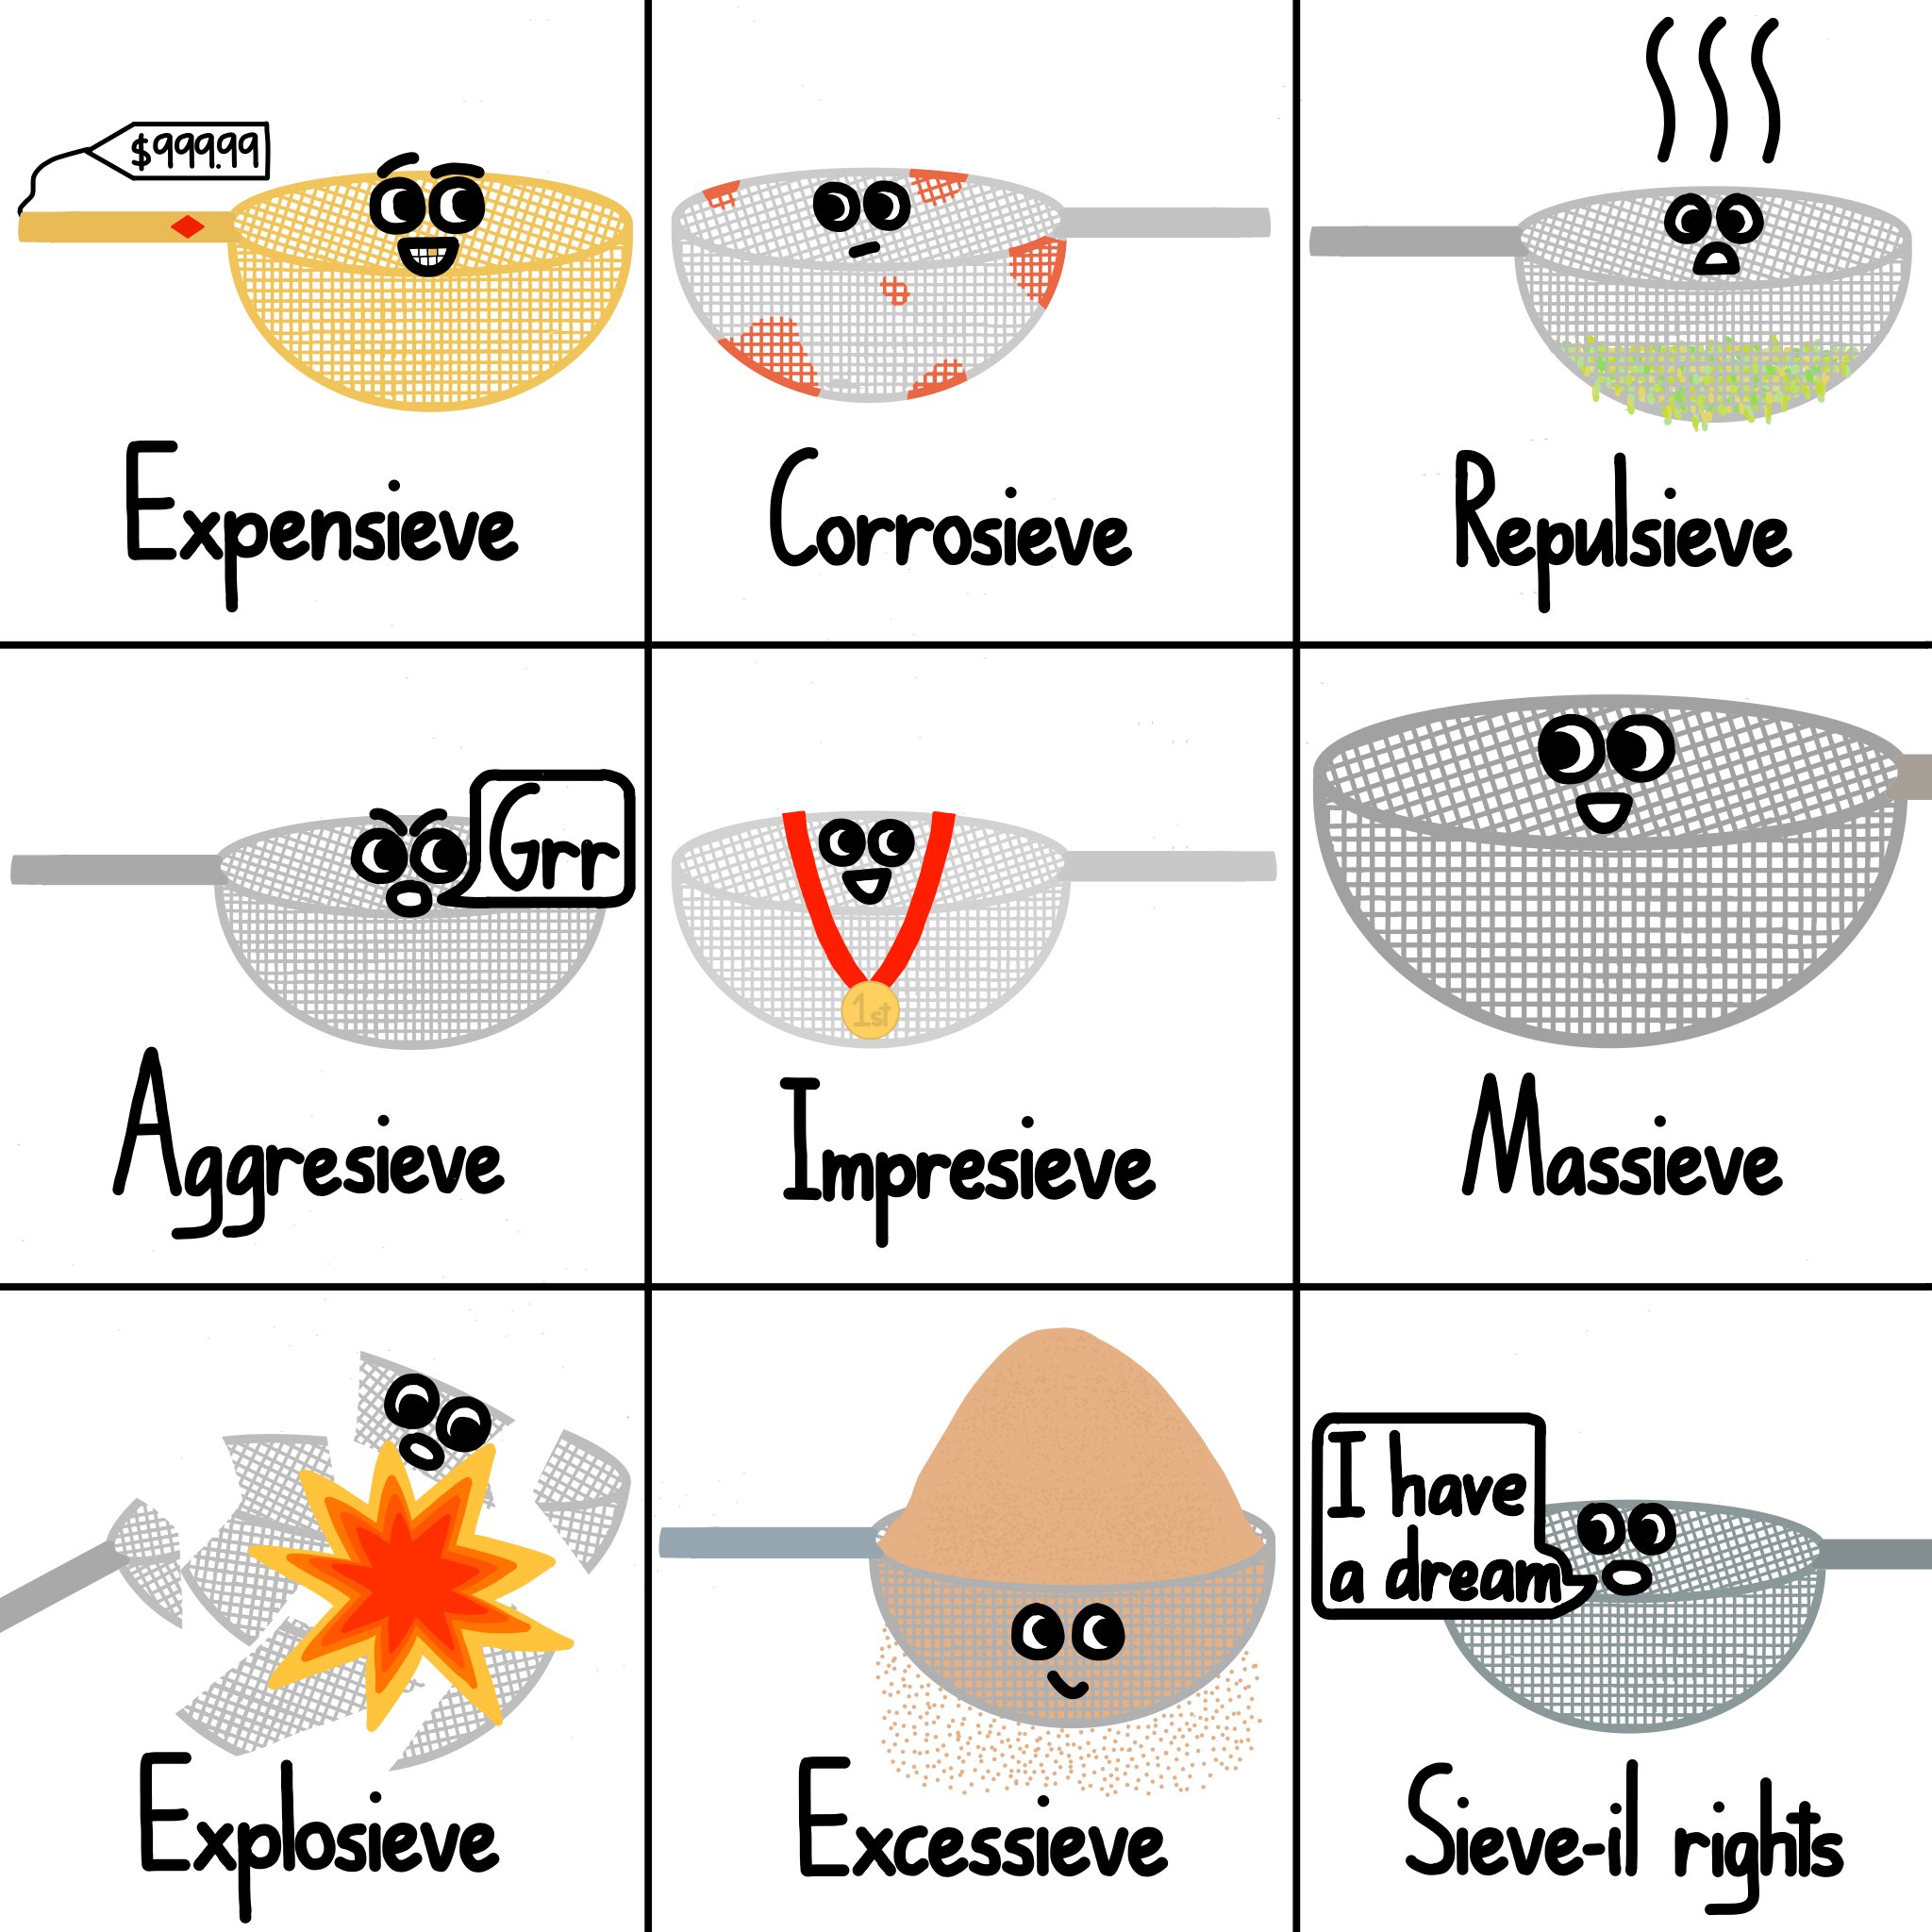 $999.99
Expensieve
Corrosieve
Repulsieve
Grr
Aggresieve
1st
Impresieve
Massieve
Explosieve
Excessieve
I have
a dream
Sieve-il rights